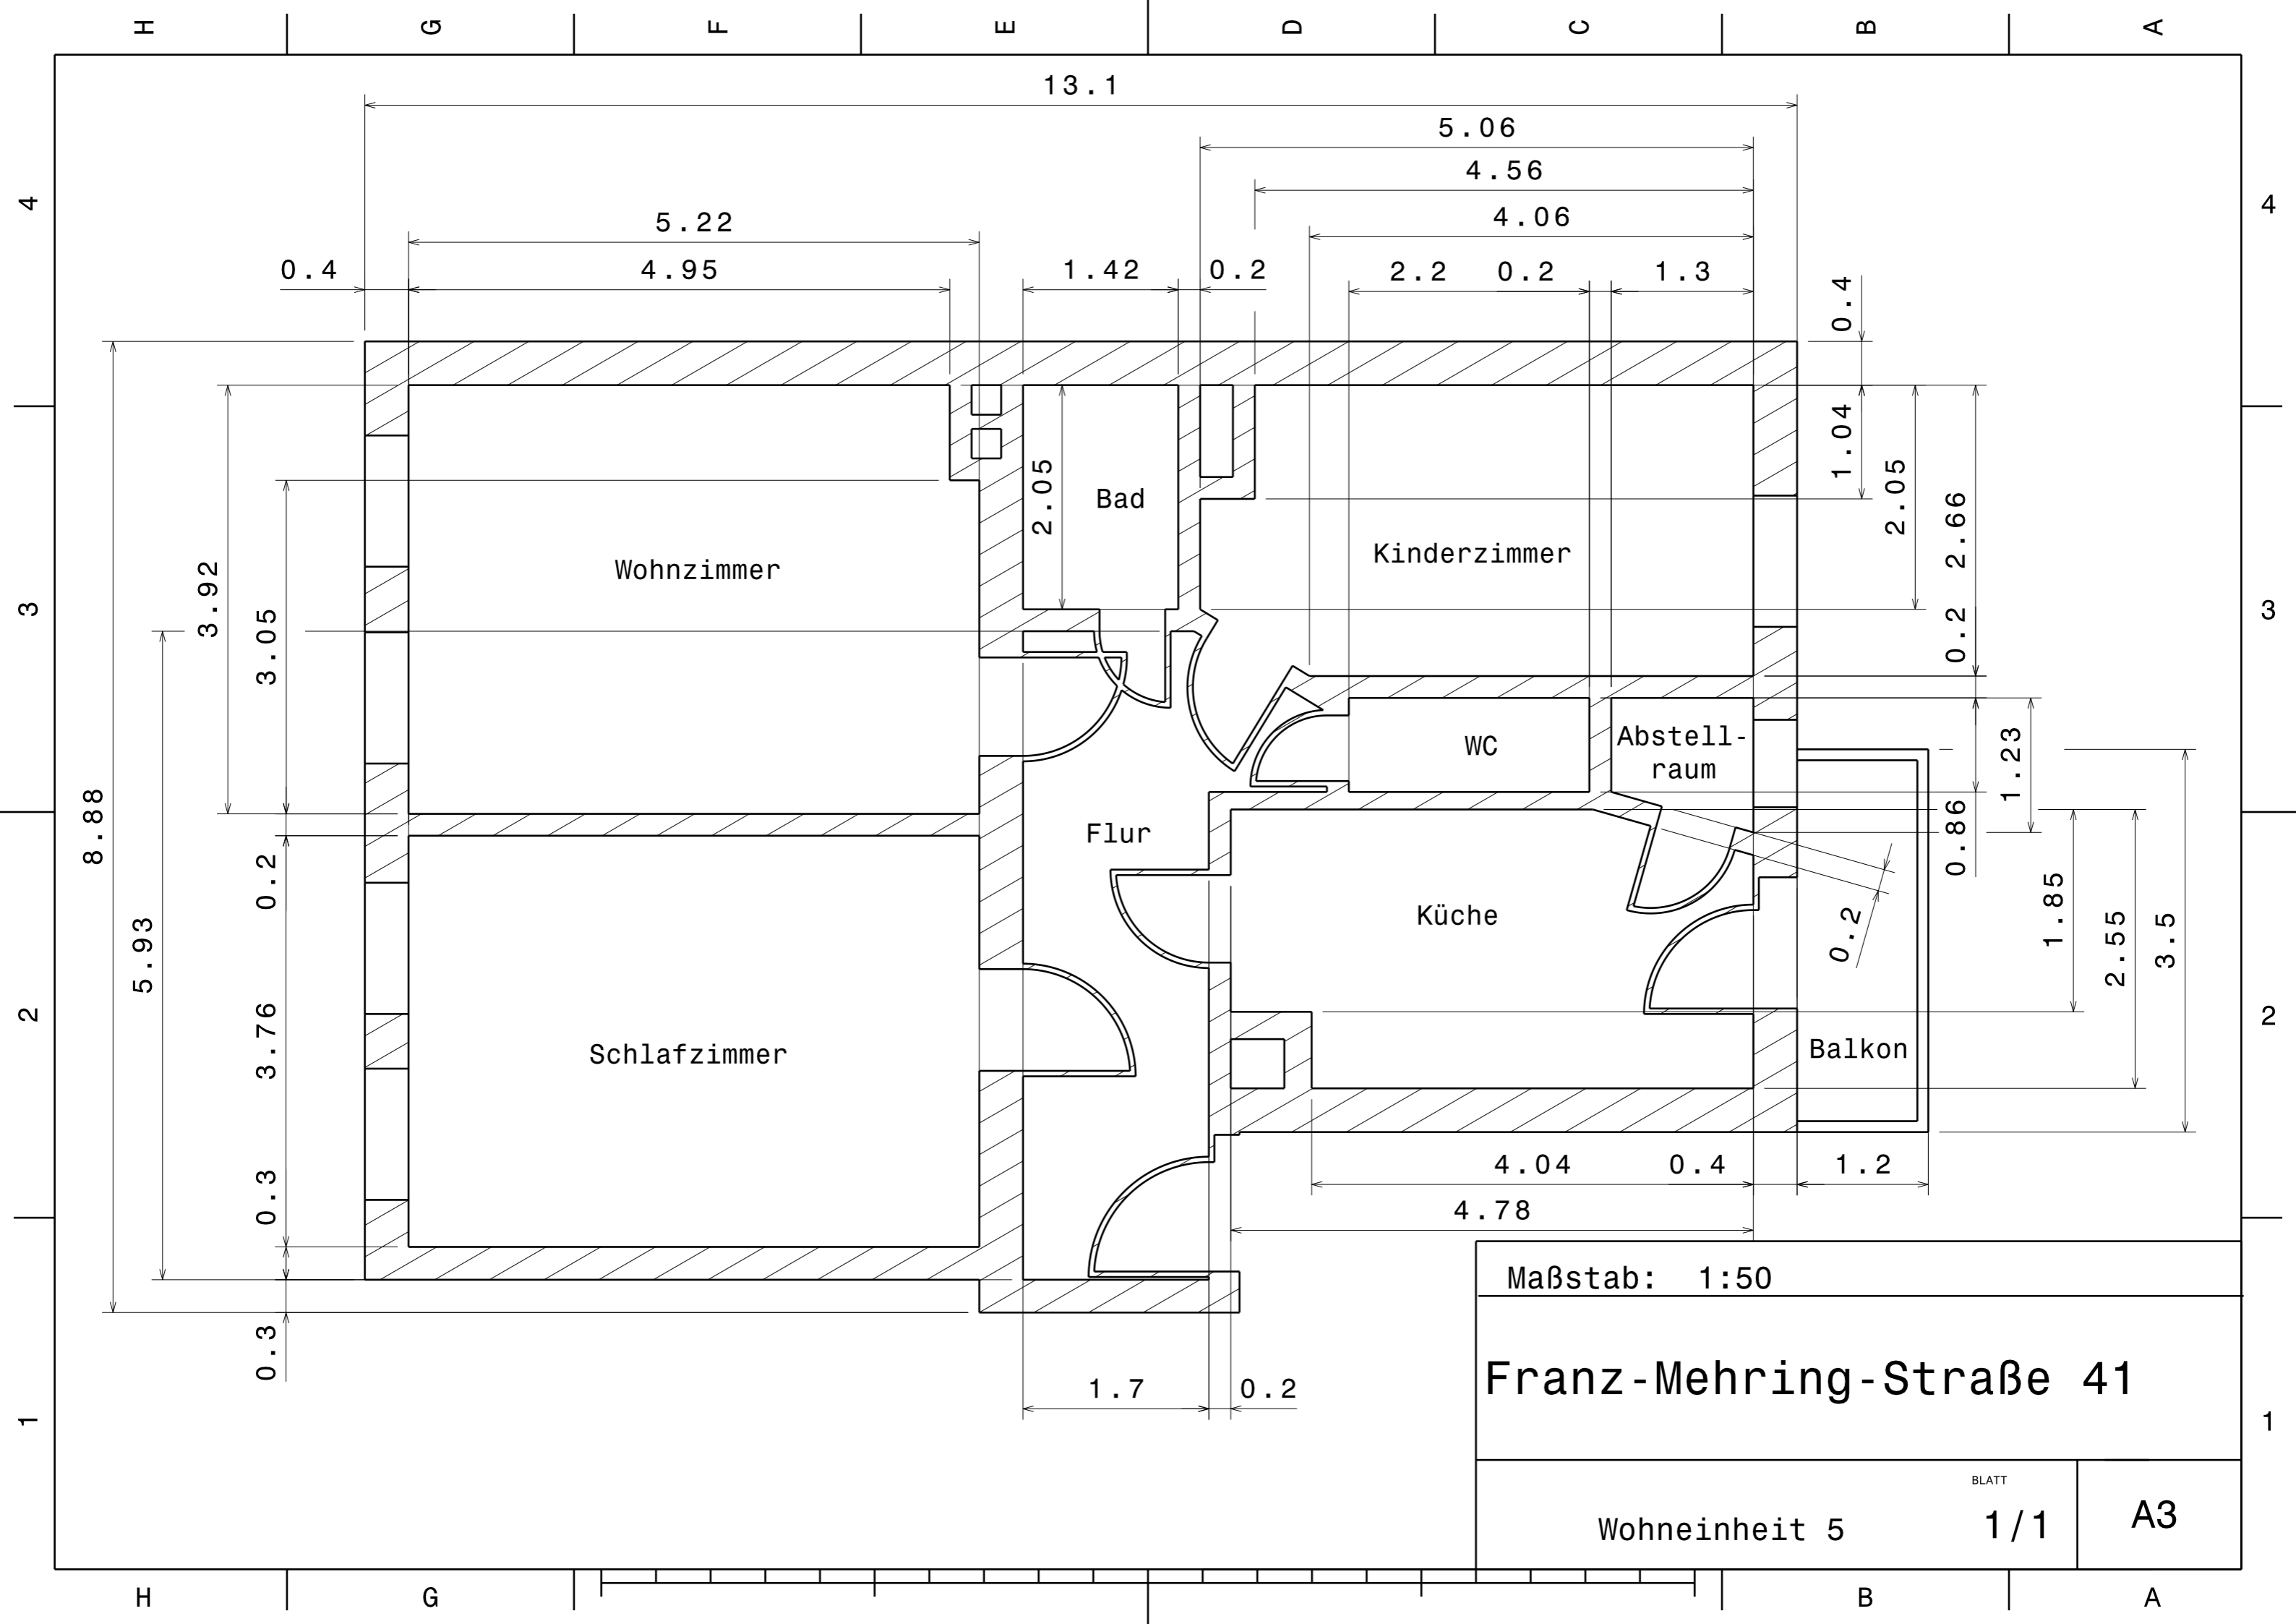 H G F E D C B A
13.1
5.06
4.56
4.06
5.22
0.4 4.95 1.42 0.2 2.2 0.2 1.3
0.4
4 4
1.04
2.05
2.66
0.2
2.05
Bad
Kinderzimmer
Wohnzimmer
3.92
3.05
3 3
WC
Abstell-
raum
1.23
0.86
8.88
5.93
Flur
0.2
Küche
0.2
1.85
2.55
3.5
2 2
3.76
Schlafzimmer
Balkon
0.3
4.04 0.4 1.2
4.78
0.3
1.7 0.2
1 1
Maßstab: 1:50
Franz-Mehring-Straße 41
BLATT
Wohneinheit 5 1/1 A3
H G B A